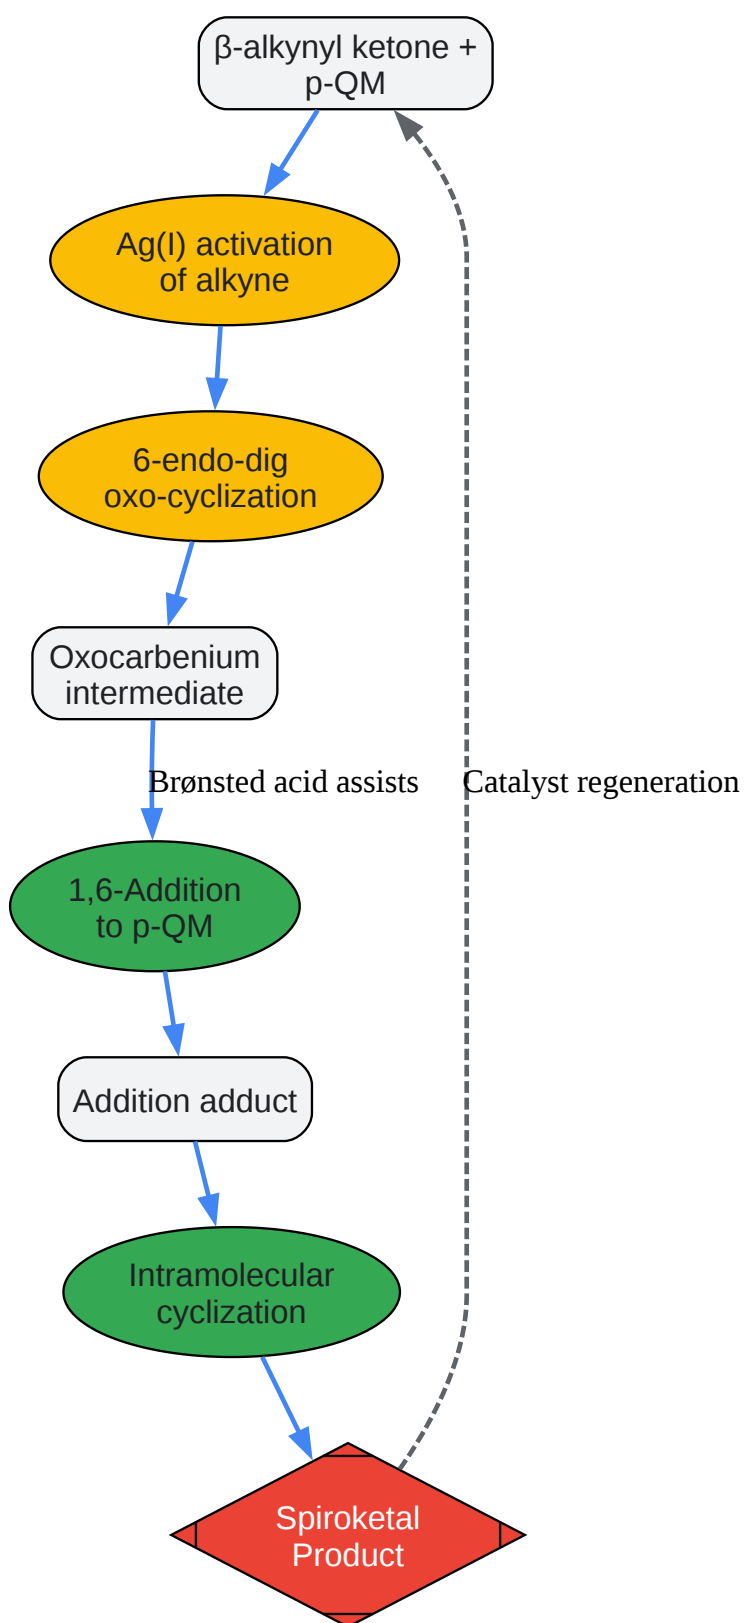 β-alkynyl ketone +
p-QM
Ag(I) activation
of alkyne
6-endo-dig
oxo-cyclization
Oxocarbenium
intermediate
Brønsted acid assists
Catalyst regeneration
1,6-Addition
to p-QM
Addition adduct
Intramolecular
cyclization
Spiroketal
Product